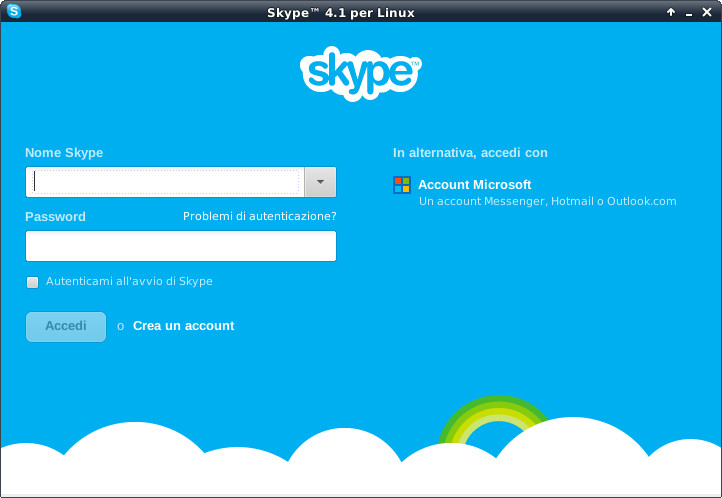 Skype™ 4.1 per Linux
skype™
Nome Skype
Password
Problemi di autenticazione?
Autenticami all'avvio di Skype
Accedi o Crea un account
In alternativa, accedi con
Account Microsoft
Un account Messenger, Hotmail o Outlook.com